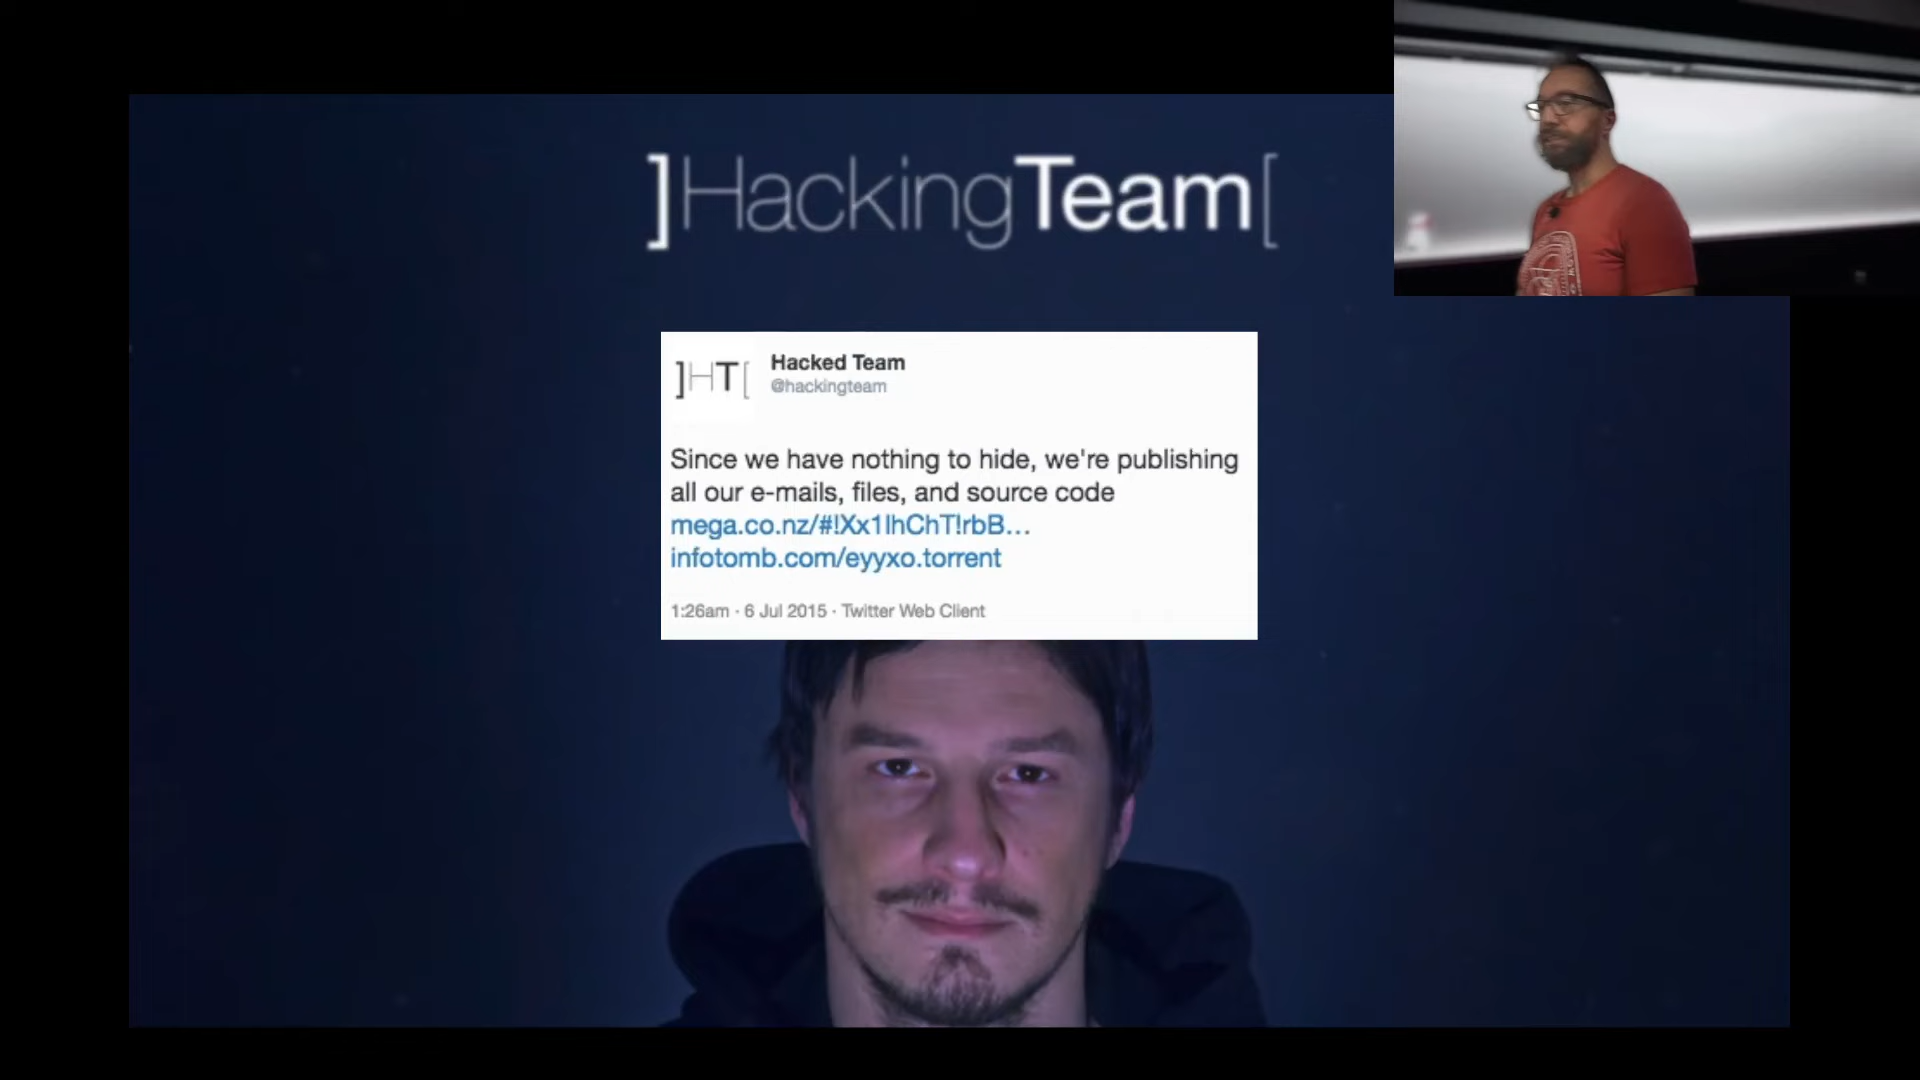 ]HackingTeam[
]HT[
Hacked Team
@hackingteam
Since we have nothing to hide, we're publishing
all our e-mails, files, and source code
mega.co.nz/#!Xx1lhChT!rbB...
infotomb.com/eyyxo.torrent
1:26am · 6 Jul 2015 · Twitter Web Client